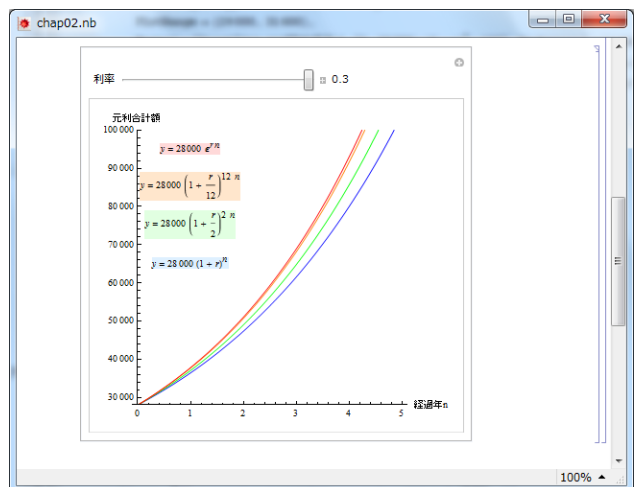 chap02.nb
利率
0.3
元利合計額
100 000
90 000
80 000
70 000
60 000
50 000
40 000
30 000
y = 28000 e^{r n}
y = 28000 (1 + r/12)^{12 n}
y = 28000 (1 + r/2)^{2 n}
y = 28000 (1 + r)^n
0 1 2 3 4 5
経過年n
100%